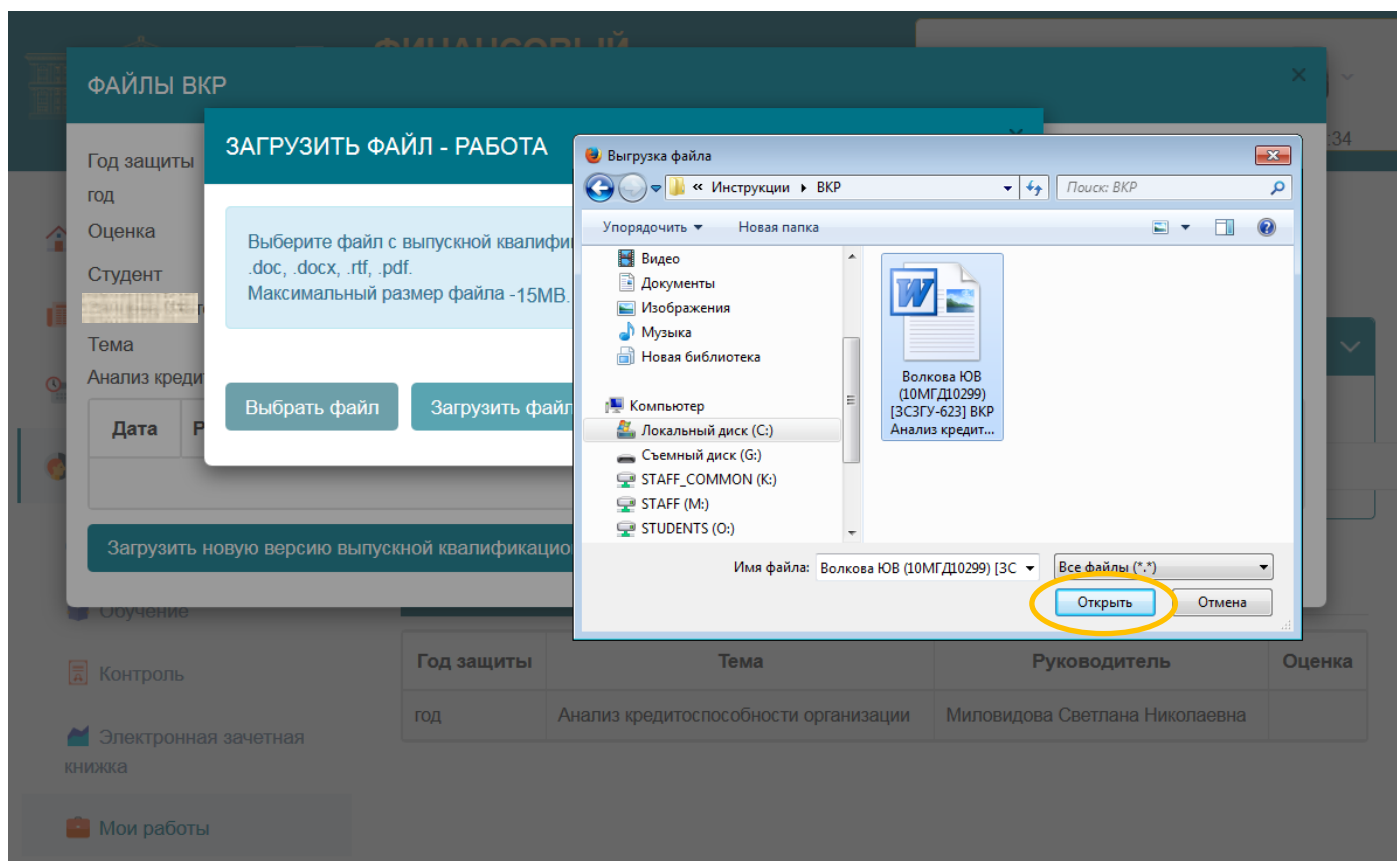 ФИНАНСОВЫЙ
ФАЙЛЫ ВКР
:34
Год защиты
год
Оценка
Студент
Тема
Анализ креди
Дата
Р
Загрузить новую версию выпускной квалификацио
ЗАГРУЗИТЬ ФАЙЛ - РАБОТА
Выберите файл с выпускной квалифи
.doc, .docx, .rtf, .pdf.
Максимальный размер файла -15MB.
Выбрать файл
Загрузить файл
Выгрузка файла
« Инструкции ▸ ВКР
Поиск: ВКР
Упорядочить
Новая папка
Видео
Документы
Изображения
Музыка
Новая библиотека
Компьютер
Локальный диск (C:)
Съемный диск (G:)
STAFF_COMMON (K:)
STAFF (M:)
STUDENTS (O:)
Волкова ЮВ
(10МГД10299)
[ЗСЗГУ-623] ВКР
Анализ кредит...
Имя файла:
Волкова ЮВ (10МГД10299) [ЗС
Все файлы (*.*)
Открыть
Отмена
Обучение
Контроль
Электронная зачетная
книжка
Мои работы
Год защиты
Тема
Руководитель
Оценка
год
Анализ кредитоспособности организации
Миловидова Светлана Николаевна